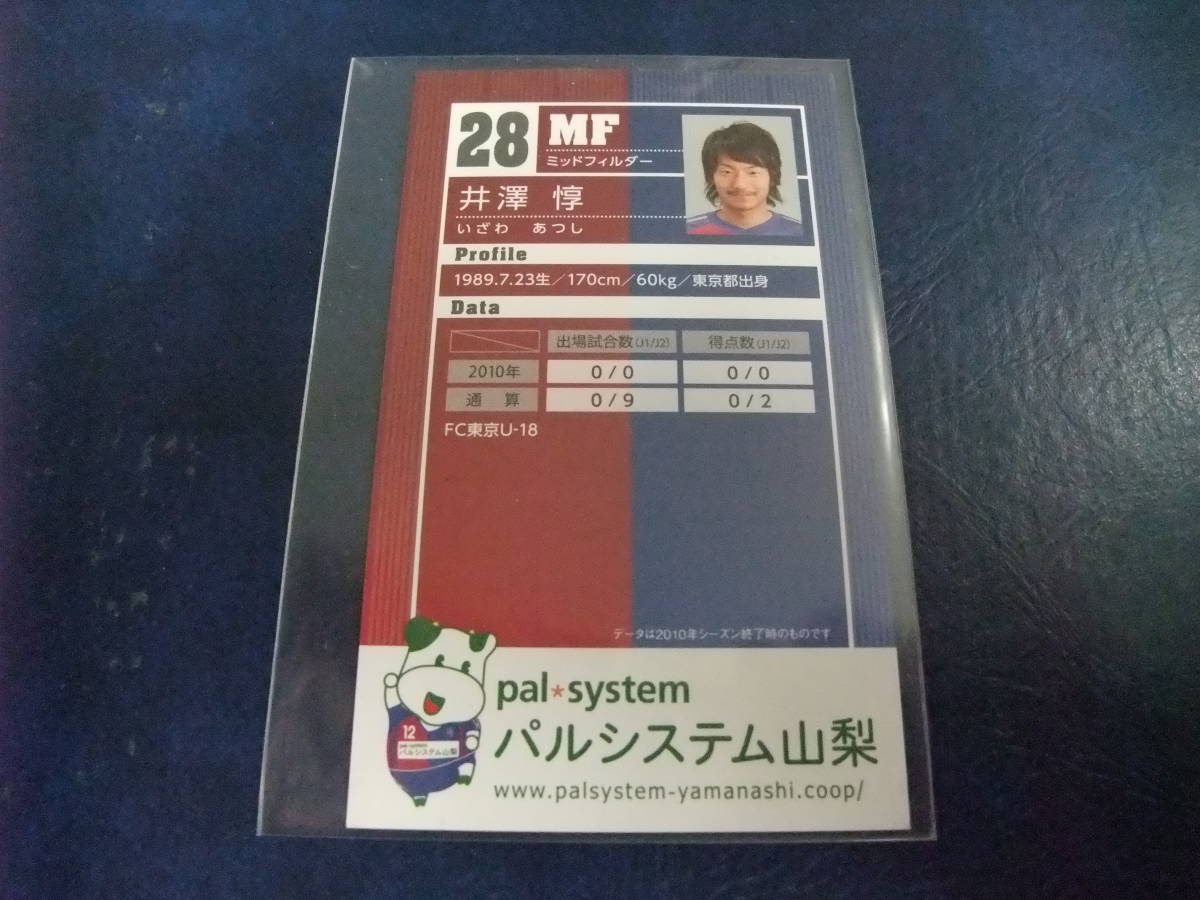 28 MF
ミッドフィルダー
井澤 惇
いざわ あつし
Profile
1989.7.23生／170cm／60kg／東京都出身
Data
出場試合数(J1/J2) 得点数(J1/J2)
2010年 0/0 0/0
通算 0/9 0/2
FC東京U-18
データは2010年シーズン終了時のものです
pal*system
パルシステム山梨
www.palsystem-yamanashi.coop/
12
pal*system
パルシステム山梨